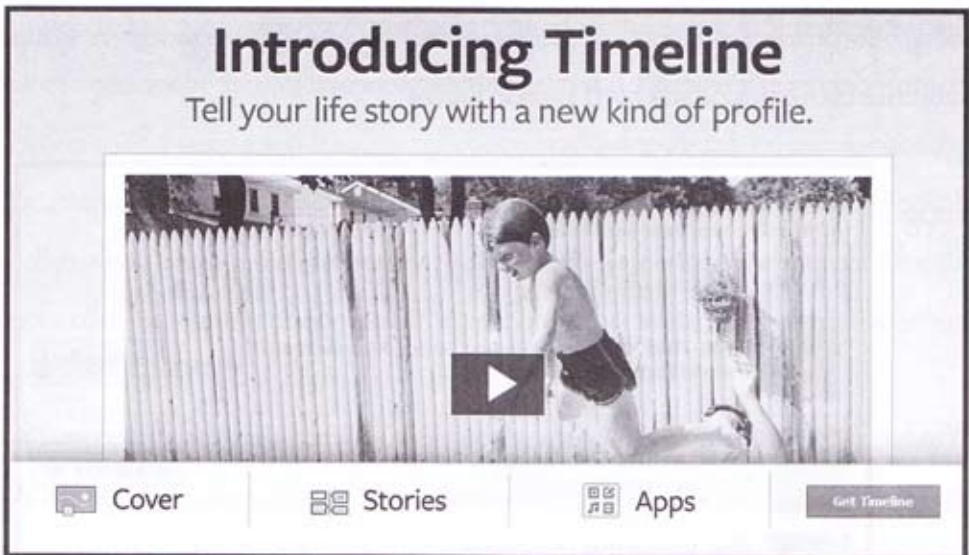 Introducing Timeline
Tell your life story with a new kind of profile.
Cover
Stories
Apps
Get Timeline